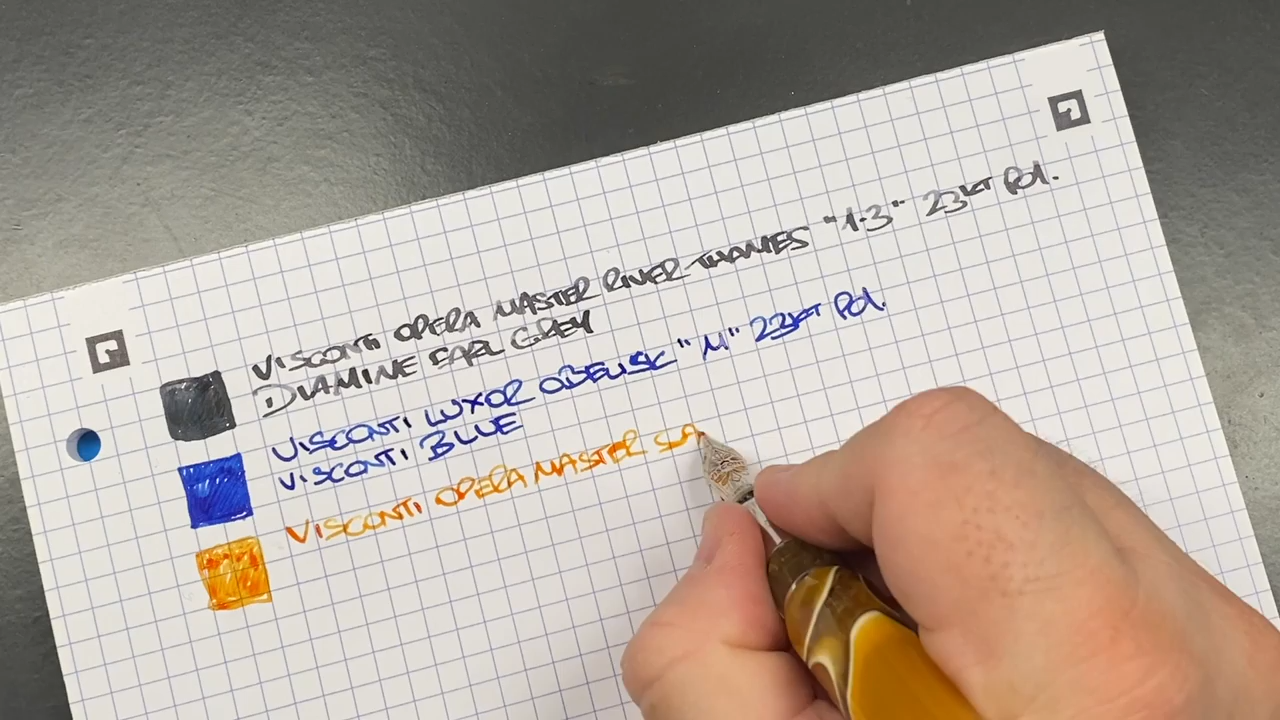 VISCONTI OPERA MASTER RIVER THAMES "1.3" 23KT Pd.
DIAMINE EARL GREY
VISCONTI LUXOR OBELISK "M" 23KT Pd.
VISCONTI BLUE
VISCONTI OPERA MASTER SA